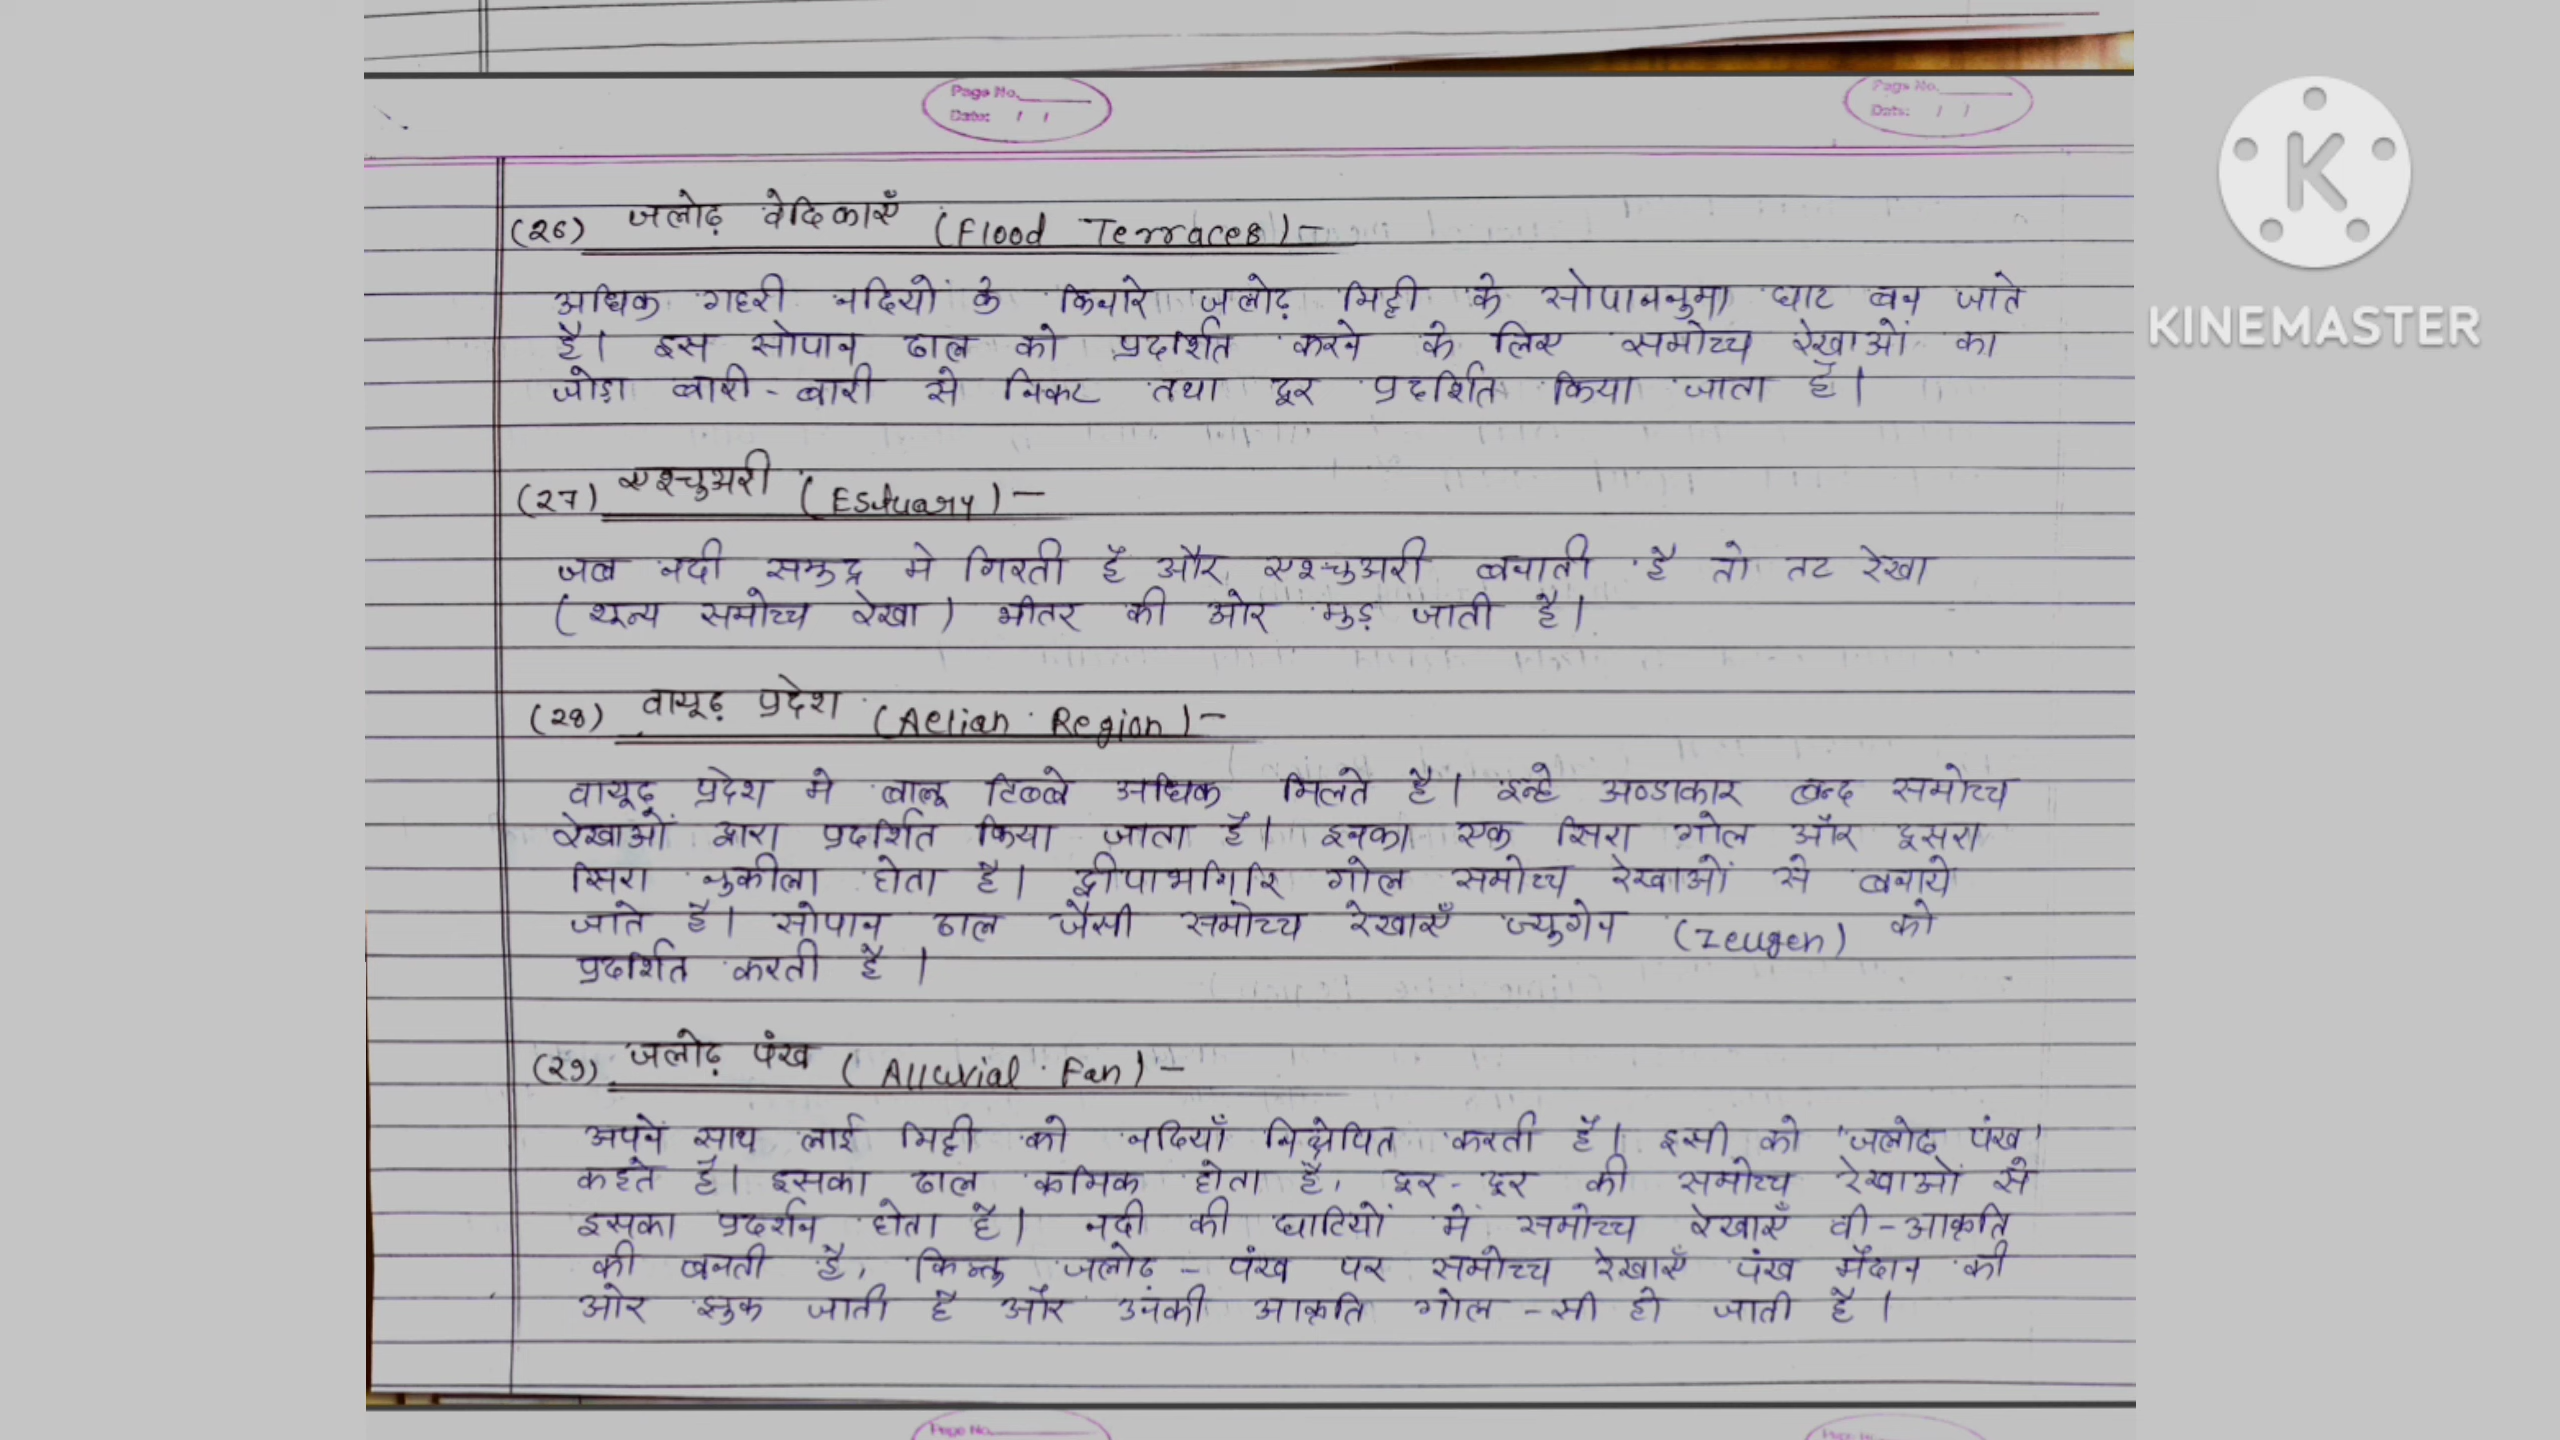 Page No.
Date: / /
Page No.
Date: / /
(26) जलोढ़ वेदिकाएँ (Flood Terraces) -
अधिक गहरी नदियों के किनारे जलोढ़ मिट्टी के सोपाननुमा घाट बन जाते
है। इस सोपान ढाल को प्रदर्शित करने के लिए समोच्च रेखाओं का
जोड़ा बारी - बारी से निकट तथा दूर प्रदर्शित किया जाता है।
(27) एश्चुअरी (Estuary) -
जब नदी समुद्र मे गिरती है और एश्चुअरी बनाती है तो तट रेखा
(शून्य समोच्च रेखा) भीतर की ओर मुड़ जाती है।
(28) वायूढ़ प्रदेश (Aelian Region) -
वायूढ़ प्रदेश मे बालू टिब्बे अधिक मिलते है। इन्हे अण्डाकार बन्द समोच्च
रेखाओं द्वारा प्रदर्शित किया जाता है। इनका एक सिरा गोल और दूसरा
सिरा नुकीला होता है। द्वीपाभगिरि गोल समोच्च रेखाओं से बनाये
जाते है। सोपान ढाल जैसी समोच्च रेखाएँ ज्युगेन (Zeugen) को
प्रदर्शित करती है।
(29) जलोढ़ पंख (Alluvial Fan) -
अपने साथ लाई मिट्टी को नदियाँ निक्षेपित करती है। इसी को 'जलोढ़ पंख'
कहते है। इसका ढाल क्रमिक होता है, दूर - दूर की समोच्च रेखाओं से
इसका प्रदर्शन होता है। नदी की घाटियों में समोच्च रेखाएँ वी - आकृति
की बनती है, किन्तु जलोढ़ - पंख पर समोच्च रेखाएँ पंख मैदान की
ओर झुक जाती है और उनकी आकृति गोल - सी हो जाती है।
Page No.
K
KINEMASTER